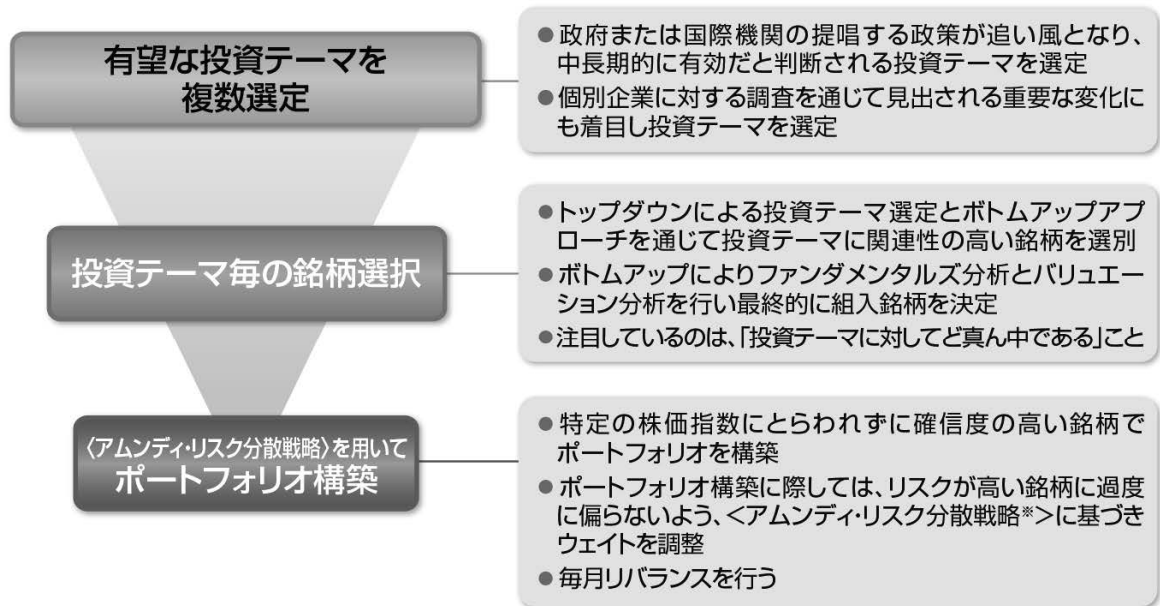 有望な投資テーマを
複数選定
●政府または国際機関の提唱する政策が追い風となり、
中長期的に有効だと判断される投資テーマを選定
●個別企業に対する調査を通じて見出される重要な変化に
も着目し投資テーマを選定
投資テーマ毎の銘柄選択
●トップダウンによる投資テーマ選定とボトムアップアプ
ローチを通じて投資テーマに関連性の高い銘柄を選別
●ボトムアップによりファンダメンタルズ分析とバリュエー
ション分析を行い最終的に組入銘柄を決定
●注目しているのは、「投資テーマに対してど真ん中である」こと
〈アムンディ・リスク分散戦略〉を用いて
ポートフォリオ構築
●特定の株価指数にとらわれずに確信度の高い銘柄で
ポートフォリオを構築
●ポートフォリオ構築に際しては、リスクが高い銘柄に過度
に偏らないよう、<アムンディ・リスク分散戦略※>に基づき
ウェイトを調整
●毎月リバランスを行う